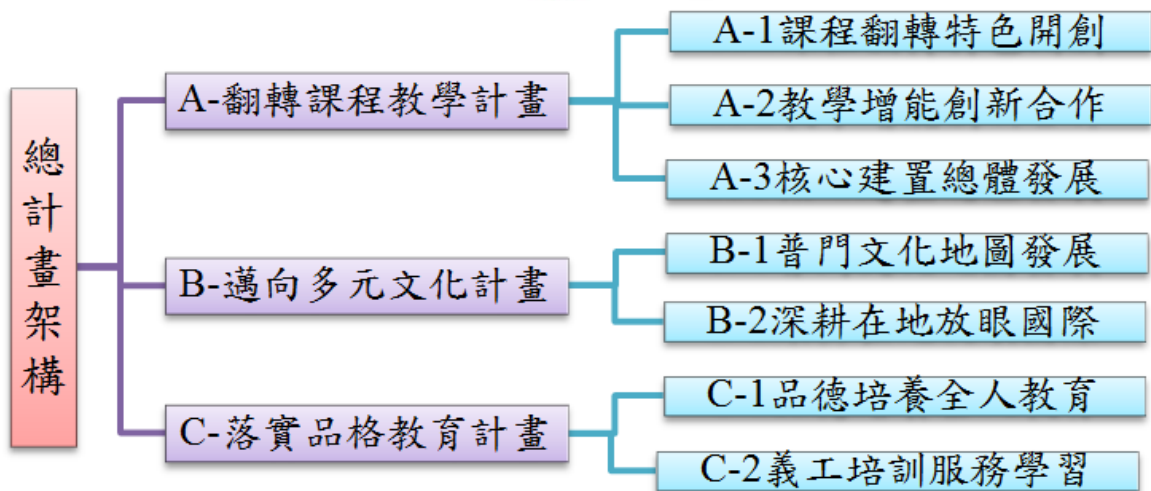 總計畫架構
A-翻轉課程教學計畫
A-1課程翻轉特色開創
A-2教學增能創新合作
A-3核心建置總體發展
B-邁向多元文化計畫
B-1普門文化地圖發展
B-2深耕在地放眼國際
C-落實品格教育計畫
C-1品德培養全人教育
C-2義工培訓服務學習